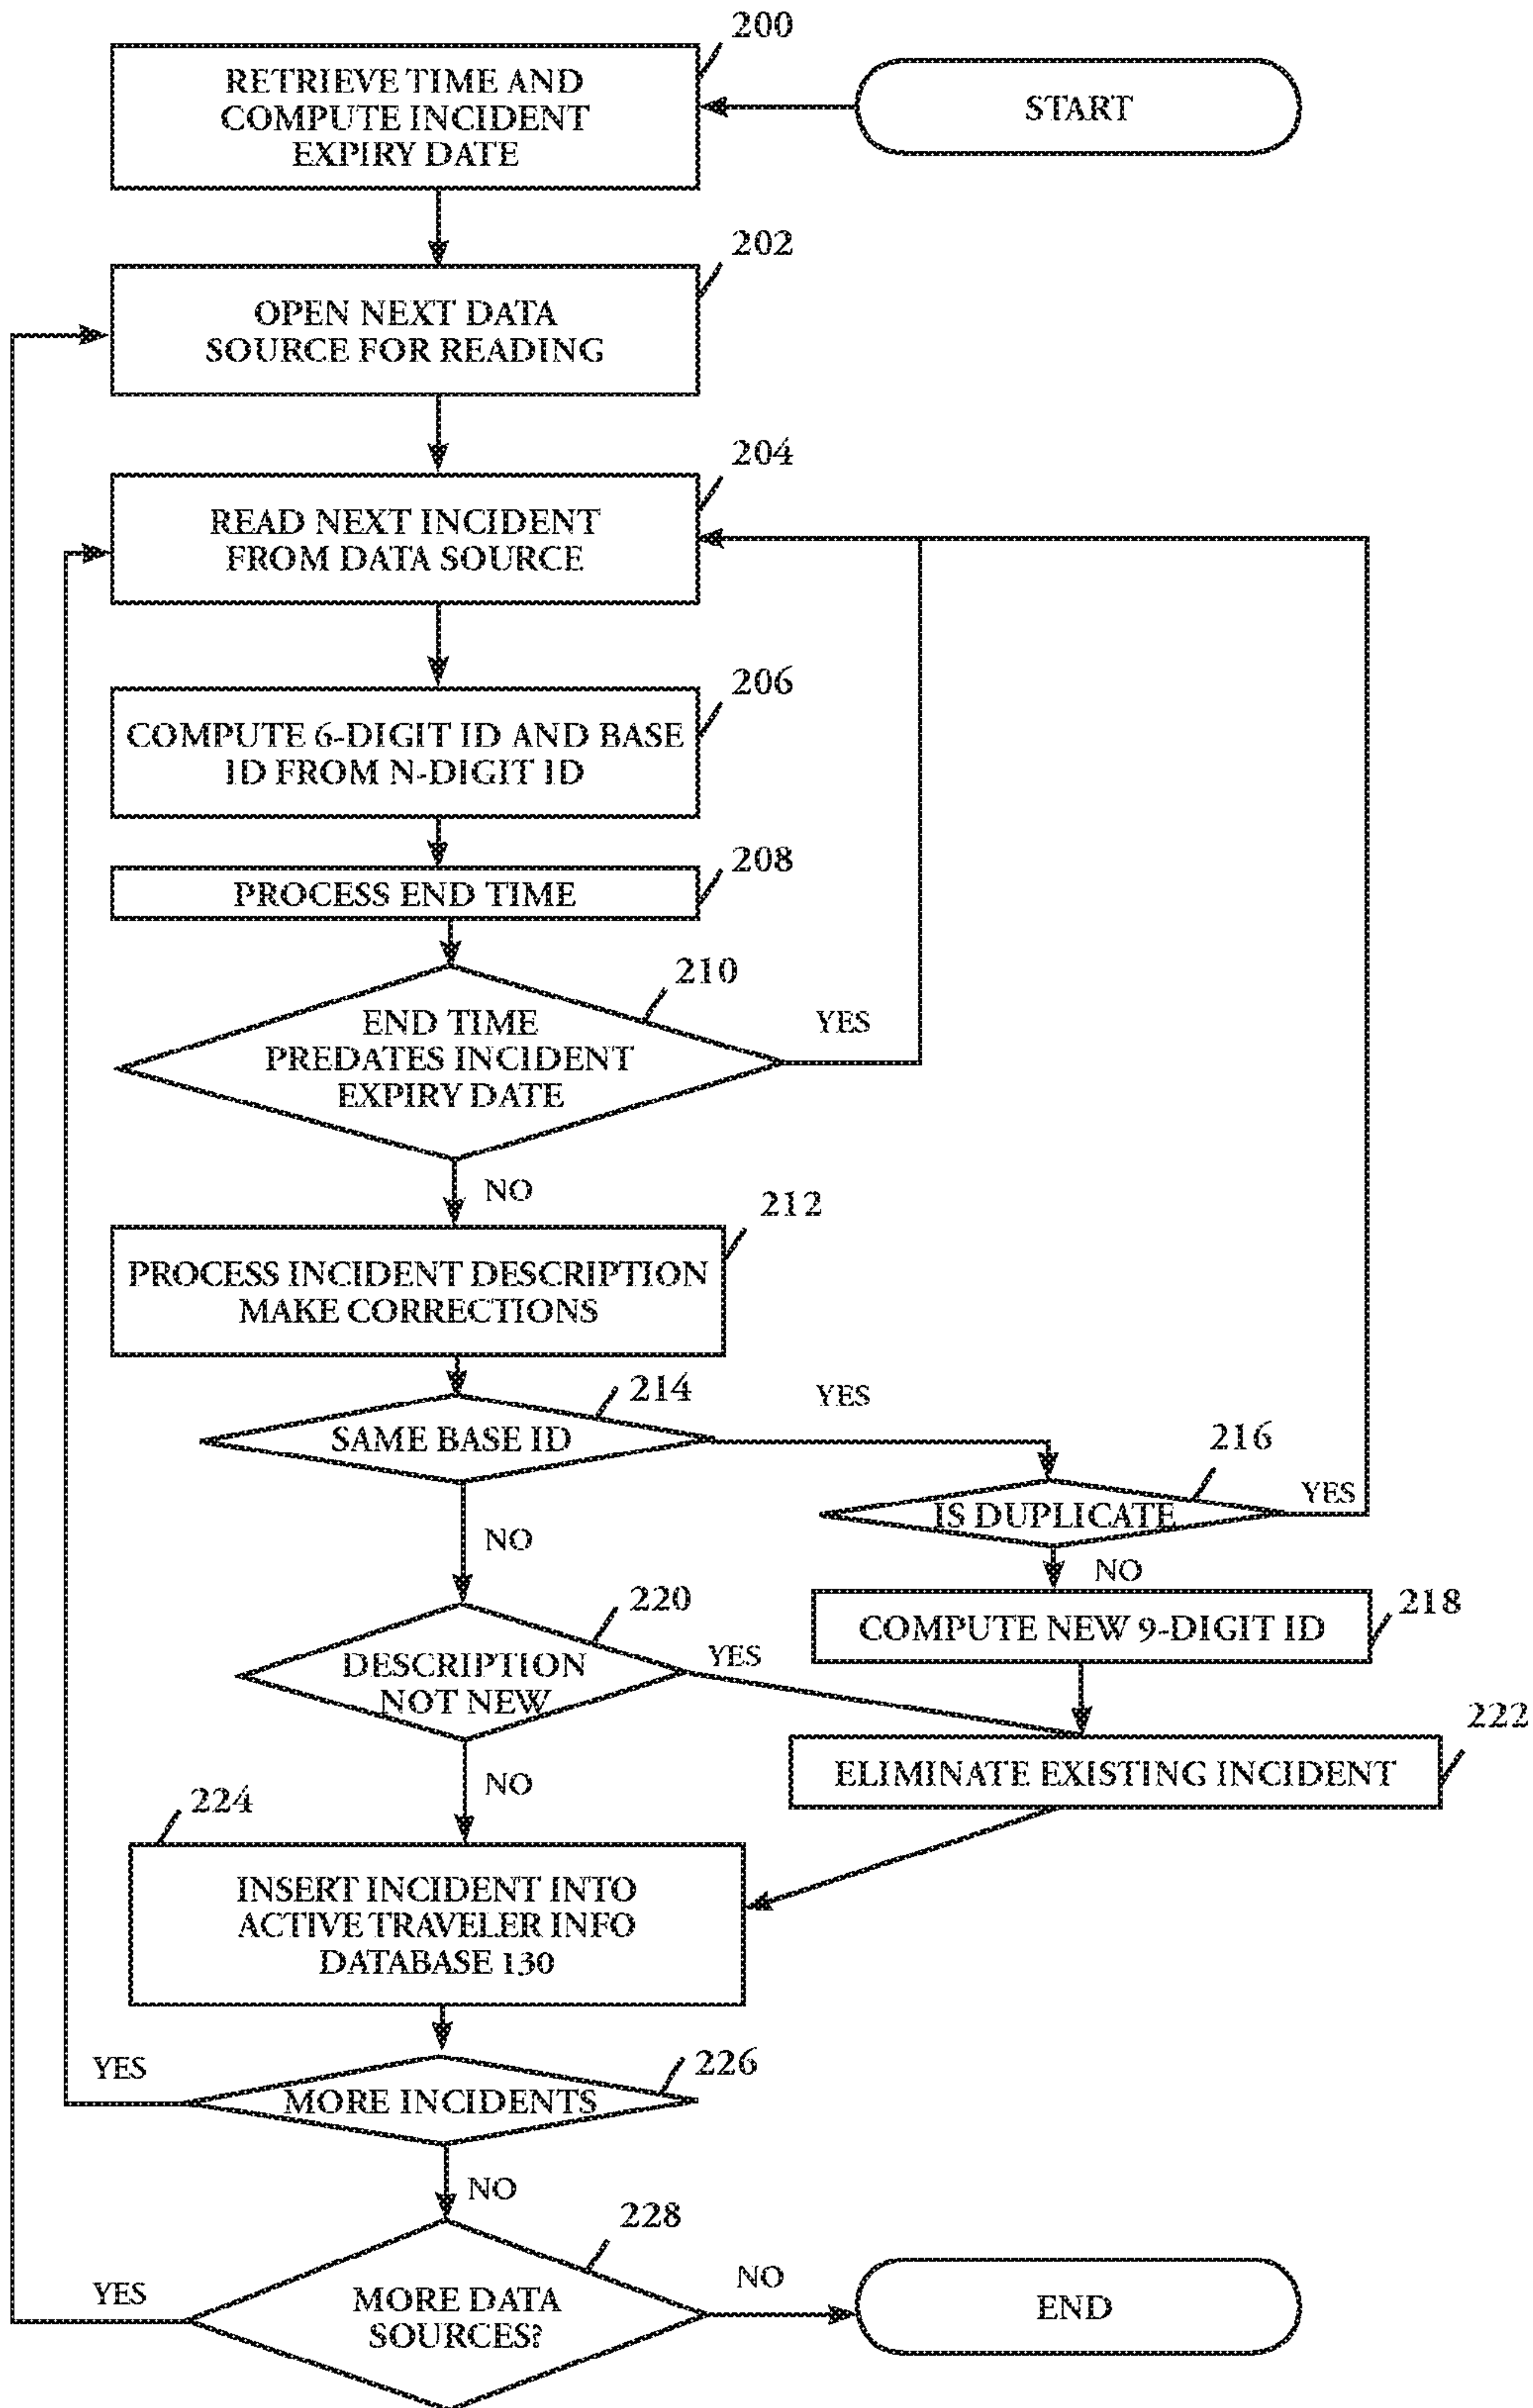 200
RETRIEVE TIME AND
COMPUTE INCIDENT
EXPIRY DATE
START
202
OPEN NEXT DATA
SOURCE FOR READING
204
READ NEXT INCIDENT
FROM DATA SOURCE
206
COMPUTE 6-DIGIT ID AND BASE
ID FROM N-DIGIT ID
208
PROCESS END TIME
210
END TIME
PREDATES INCIDENT
EXPIRY DATE
YES
NO
212
PROCESS INCIDENT DESCRIPTION
MAKE CORRECTIONS
214
SAME BASE ID
YES
216
IS DUPLICATE
YES
NO
NO
218
COMPUTE NEW 9-DIGIT ID
220
DESCRIPTION
NOT NEW
YES
222
ELIMINATE EXISTING INCIDENT
NO
224
INSERT INCIDENT INTO
ACTIVE TRAVELER INFO
DATABASE 130
226
MORE INCIDENTS
YES
NO
228
MORE DATA
SOURCES?
YES
NO
END